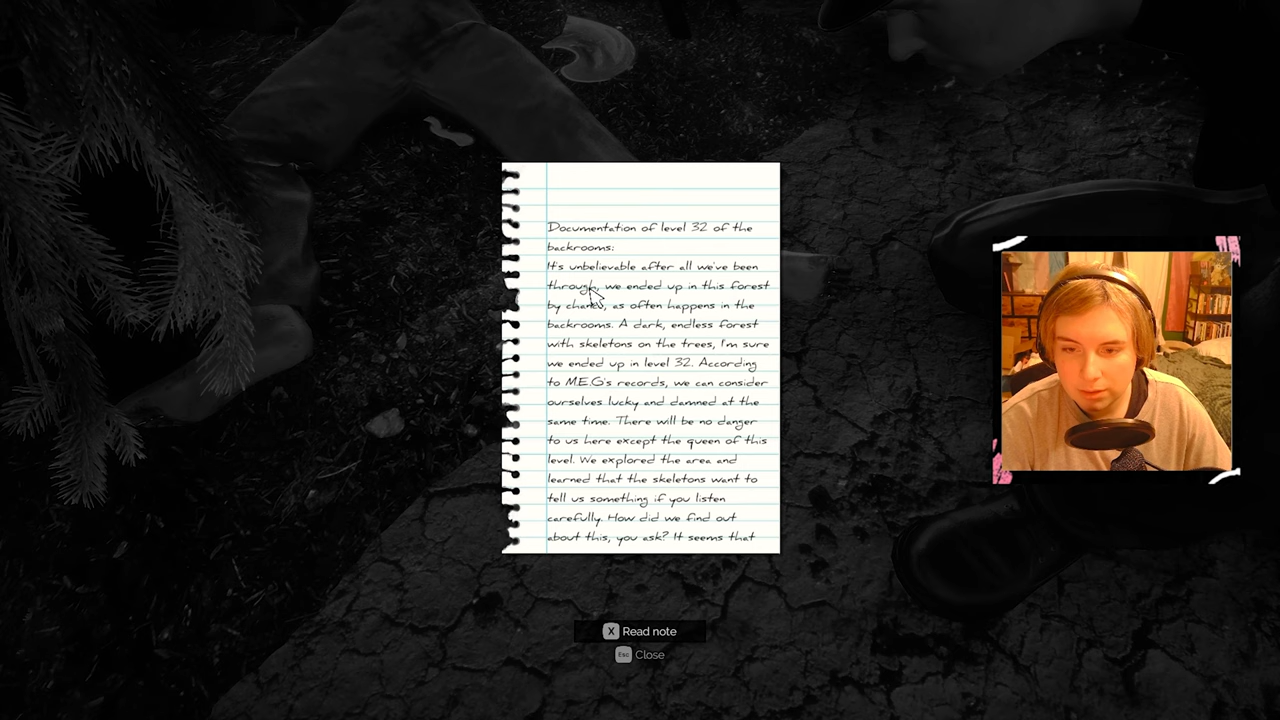 Documentation of level 32 of the
backrooms:
It's unbelievable after all we've been
through, we ended up in this forest
by chance, as often happens in the
backrooms. A dark, endless forest
with skeletons on the trees, I'm sure
we ended up in level 32. According
to M.E.G's records, we can consider
ourselves lucky and damned at the
same time. There will be no danger
to us here except the queen of this
level. We explored the area and
learned that the skeletons want to
tell us something if you listen
carefully. How did we find out
about this, you ask? It seems that
X Read note
Esc Close